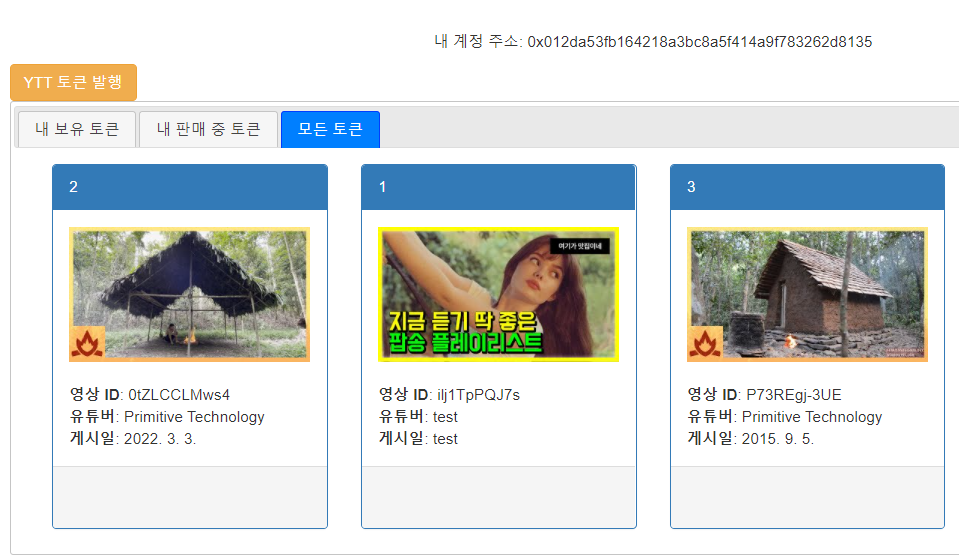 내 계정 주소: 0x012da53fb164218a3bc8a5f414a9f783262d8135
YTT 토큰 발행
내 보유 토큰
내 판매 중 토큰
모든 토큰
2
영상 ID: 0tZLCCLMws4
유튜버: Primitive Technology
게시일: 2022. 3. 3.
1
여기가 맛집이네
지금 듣기 딱 좋은
팝송 플레이리스트
영상 ID: ilj1TpPQJ7s
유튜버: test
게시일: test
3
영상 ID: P73REgj-3UE
유튜버: Primitive Technology
게시일: 2015. 9. 5.